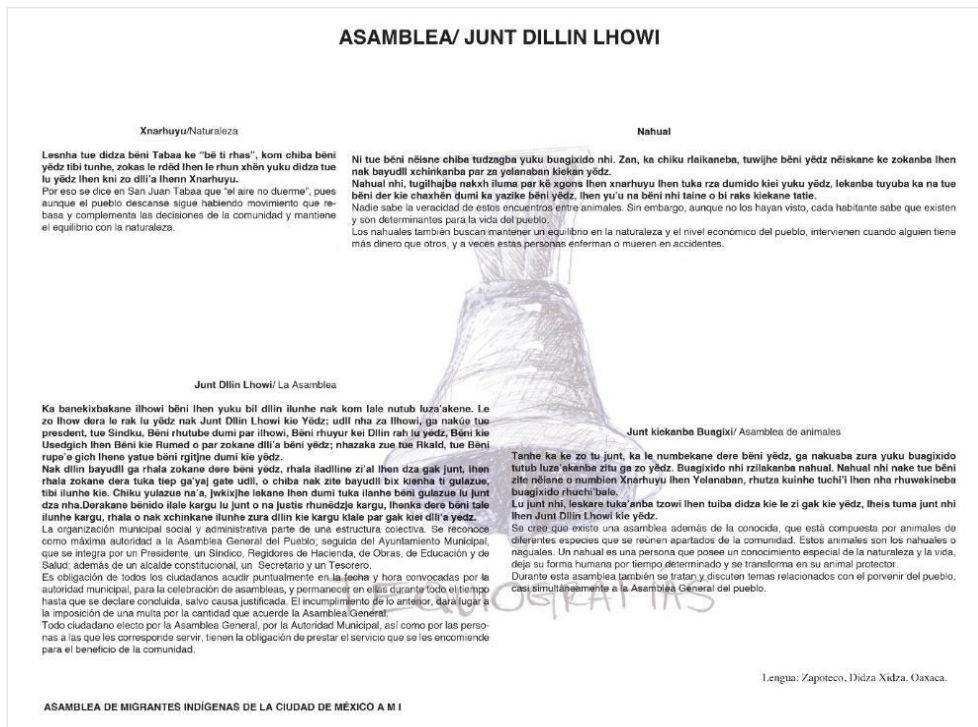 ASAMBLEA/ JUNT DILLIN LHOWI
Xnarhuyu/Naturaleza
Lesnha tue didza bëni Tabaa ke “bë ti rhas”, kom chiba bëni
yëdz tibi tunhe, zokas le rdëd lhen le rhun xhën yuku didza tue
lu yëdz lhen kni zo dlli’a lhenn Xnarhuyu.
Por eso se dice en San Juan Tabaa que “el aire no duerme”, pues
aunque el pueblo descanse sigue habiendo movimiento que re-
basa y complementa las decisiones de la comunidad y mantiene
el equilibrio con la naturaleza.
Nahual
Ni tue bëni nëisne chiba tudzagba yuku buagixido nhi. Zan, ka chiku rlaikaneba, tuwijhe bëni yëdz nëiskane ke zokanba lhen
nak bayudll xchinkanba par za yelanaban kiekan yëdz.
Nahual nhi, tugilhajba nakxh iluma par kë xgons lhen xnarhuyu lhen tuka rza dumido kiei yuku yëdz, lekanba tuyuba ka na tue
bëni der kie chaxhën dumi ka yazike bëni yëdz, lhen yu’u na bëni nhi taine o bi raks kiekane tatie.
Nadie sabe la veracidad de estos encuentros entre animales. Sin embargo, aunque no los hayan visto, cada habitante sabe que existen
y son determinantes para la vida del pueblo.
Los nahuales también buscan mantener un equilibrio en la naturaleza y el nivel económico del pueblo, intervienen cuando alguien tiene
más dinero que otros, y a veces estas personas enferman o mueren en accidentes.
Junt Dllin Lhowi/ La Asamblea
Ka banekixbakane ilhowi bëni lhen yuku bil dllin ilunhe nak kom lale nutub luza’akene. Le
zo lhow dera le rak lu yëdz nak Junt Dllin Lhowi kie Yëdz; udll nha za llhowi, ga nakúe tue
presdent, tue Sindku, Bëni rhutube dumi par ilhowi, Bëni rhuyur kei Dllin rah lu yëdz, Bëni kie
Usedgich lhen Bëni kie Rumed o par zokane dlli’a bëni yëdz; nhazaka zue tue Rkald, tue Bëni
rupe’e gich lhene yatue bëni rgitjne dumi kie yëdz.
Nak dllin bayudll ga rhala zokane dere bëni yëdz, rhala iladlline zi’al lhen dza gak junt, lhen
rhala zokane dera tuka tiep ga’yaj gate udll, o chiba nak zite bayudll bix kienha ti gulazue,
tibi ilunhe kie. Chiku yulazue na’a, jwkixjhe lekane lhen dumi tuka ilanhe bëni gulazue lu junt
dza nha.Derakane bënido ilale kargu lu junt o na justis rhunëdzje kargu, lhenks dere bëni tale
ilunhe kargu, rhala o nak xchinkane ilunhe zura dllin kie kargu klale par gak kiei dlli’a yëdz.
La organización municipal social y administrativa parte de una estructura colectiva. Se reconoce
como máxima autoridad a la Asamblea General del Pueblo; seguida del Ayuntamiento Municipal,
que se integra por un Presidente, un Síndico, Regidores de Hacienda, de Obras, de Educación y de
Salud; además de un alcalde constitucional, un Secretario y un Tesorero.
Es obligación de todos los ciudadanos acudir puntualmente en la fecha y hora convocadas por la
autoridad municipal, para la celebración de asambleas, y permanecer en ellas durante todo el tiempo
hasta que se declare concluida, salvo causa justificada. El incumplimiento de lo anterior, dará lugar a
la imposición de una multa por la cantidad que acuerde la Asamblea General.
Todo ciudadano electo por la Asamblea General, por la Autoridad Municipal, así como por las perso-
nas a las que les corresponde servir, tienen la obligación de prestar el servicio que se les encomiende
para el beneficio de la comunidad.
Junt kiekanba Buagixi/ Asamblea de animales
Tanhe ka ke zo tu junt, ka le numbekane dere bëni yëdz, ga nakuaba zura yuku buagixido
tutub luza’akanba zitu ga zo yëdz. Buagixido nhi rzilakanba nahual. Nahual nhi nake tue bëni
zite nëisne o numbien Xnarhuyu lhen Yelanaban, rhutza kuinhe tuchi’i lhen nha rhuwakineba
buagixido rhuchi’bale.
Lu junt nhi, leskare tuka’anba tzowi lhen tuiba didza kie le zi gak kie yëdz, lheis tuma junt nhi
lhen Junt Dllin Lhowi kie yëdz.
Se cree que existe una asamblea además de la conocida, que está compuesta por animales de
diferentes especies que se reúnen apartados de la comunidad. Estos animales son los nahuales o
naguales. Un nahual es una persona que posee un conocimiento especial de la naturaleza y la vida,
deja su forma humana por tiempo determinado y se transforma en su animal protector.
Durante esta asamblea también se tratan y discuten temas relacionados con el porvenir del pueblo,
casi simultáneamente a la Asamblea General del pueblo.
Lengua: Zapoteco, Didza Xidza. Oaxaca.
ASAMBLEA DE MIGRANTES INDÍGENAS DE LA CIUDAD DE MÉXICO A M I